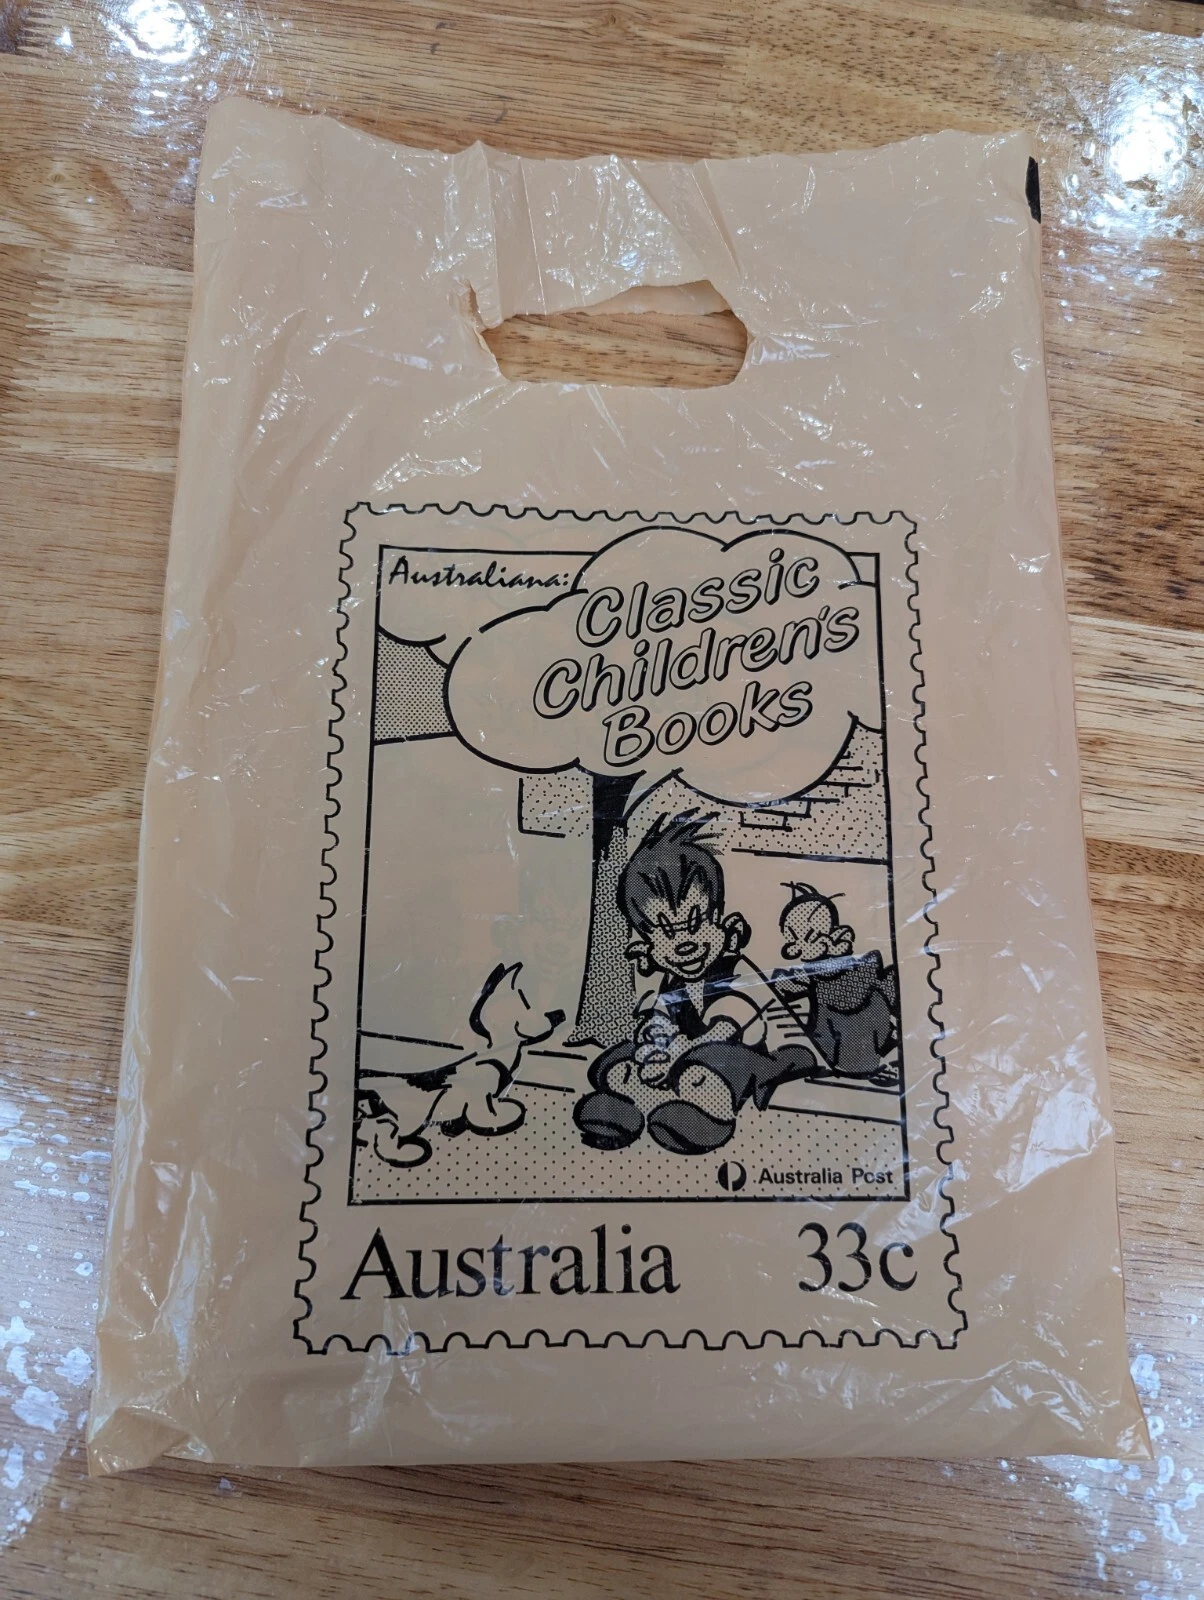 Australiana:
Classic
Children's
Books
Australia Post
Australia 33c